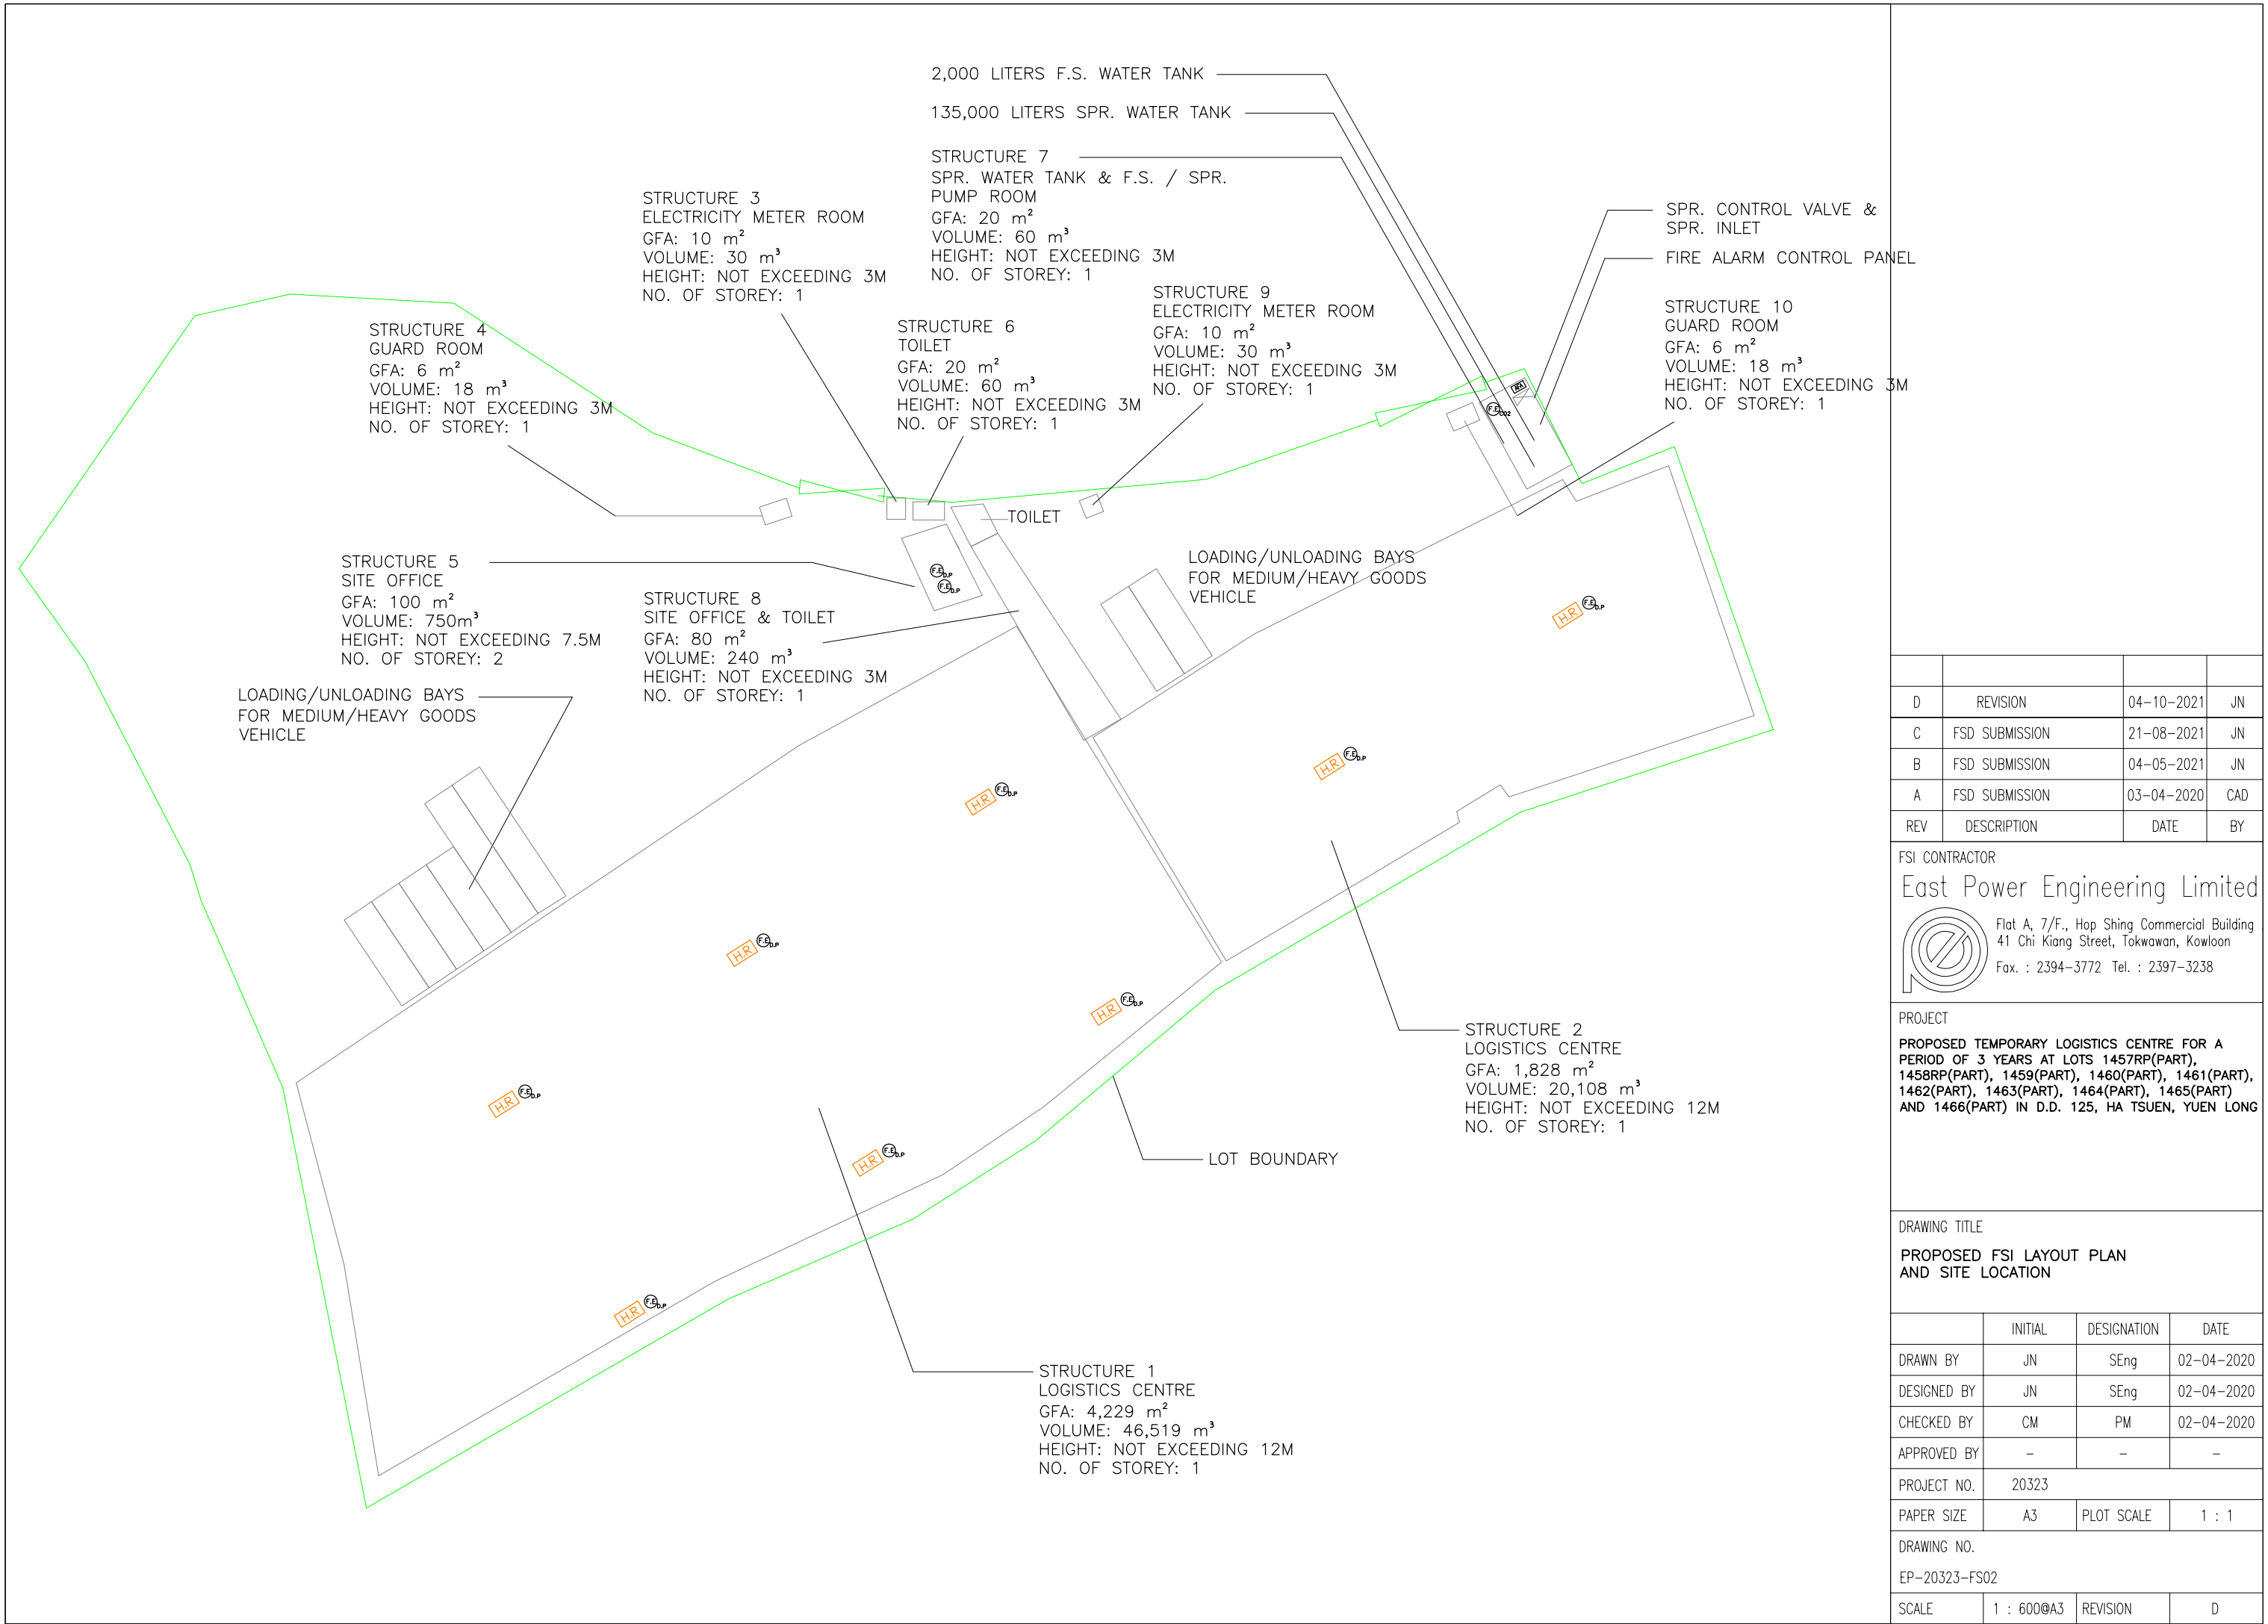 2,000 LITERS F.S. WATER TANK
135,000 LITERS SPR. WATER TANK
STRUCTURE 7
SPR. WATER TANK & F.S. / SPR.
PUMP ROOM
GFA: 20 m²
VOLUME: 60 m³
HEIGHT: NOT EXCEEDING 3M
NO. OF STOREY: 1
STRUCTURE 3
ELECTRICITY METER ROOM
GFA: 10 m²
VOLUME: 30 m³
HEIGHT: NOT EXCEEDING 3M
NO. OF STOREY: 1
SPR. CONTROL VALVE &
SPR. INLET
FIRE ALARM CONTROL PANEL
STRUCTURE 9
ELECTRICITY METER ROOM
GFA: 10 m²
VOLUME: 30 m³
HEIGHT: NOT EXCEEDING 3M
NO. OF STOREY: 1
STRUCTURE 10
GUARD ROOM
GFA: 6 m²
VOLUME: 18 m³
HEIGHT: NOT EXCEEDING 3M
NO. OF STOREY: 1
STRUCTURE 4
GUARD ROOM
GFA: 6 m²
VOLUME: 18 m³
HEIGHT: NOT EXCEEDING 3M
NO. OF STOREY: 1
STRUCTURE 6
TOILET
GFA: 20 m²
VOLUME: 60 m³
HEIGHT: NOT EXCEEDING 3M
NO. OF STOREY: 1
F.E. CO2
TOILET
STRUCTURE 5
SITE OFFICE
GFA: 100 m²
VOLUME: 750m³
HEIGHT: NOT EXCEEDING 7.5M
NO. OF STOREY: 2
F.E. D.P
F.E. D.P
STRUCTURE 8
SITE OFFICE & TOILET
GFA: 80 m²
VOLUME: 240 m³
HEIGHT: NOT EXCEEDING 3M
NO. OF STOREY: 1
LOADING/UNLOADING BAYS
FOR MEDIUM/HEAVY GOODS
VEHICLE
LOADING/UNLOADING BAYS
FOR MEDIUM/HEAVY GOODS
VEHICLE
H.R F.E. D.P
H.R F.E. D.P
H.R F.E. D.P
H.R F.E. D.P
H.R F.E. D.P
H.R F.E. D.P
H.R F.E. D.P
H.R F.E. D.P
STRUCTURE 2
LOGISTICS CENTRE
GFA: 1,828 m²
VOLUME: 20,108 m³
HEIGHT: NOT EXCEEDING 12M
NO. OF STOREY: 1
LOT BOUNDARY
STRUCTURE 1
LOGISTICS CENTRE
GFA: 4,229 m²
VOLUME: 46,519 m³
HEIGHT: NOT EXCEEDING 12M
NO. OF STOREY: 1
D REVISION 04-10-2021 JN
C FSD SUBMISSION 21-08-2021 JN
B FSD SUBMISSION 04-05-2021 JN
A FSD SUBMISSION 03-04-2020 CAD
REV DESCRIPTION DATE BY
FSI CONTRACTOR
East Power Engineering Limited
Flat A, 7/F., Hop Shing Commercial Building
41 Chi Kiang Street, Tokwawan, Kowloon
Fax. : 2394-3772 Tel. : 2397-3238
PROJECT
PROPOSED TEMPORARY LOGISTICS CENTRE FOR A
PERIOD OF 3 YEARS AT LOTS 1457RP(PART),
1458RP(PART), 1459(PART), 1460(PART), 1461(PART),
1462(PART), 1463(PART), 1464(PART), 1465(PART)
AND 1466(PART) IN D.D. 125, HA TSUEN, YUEN LONG
DRAWING TITLE
PROPOSED FSI LAYOUT PLAN
AND SITE LOCATION
INITIAL DESIGNATION DATE
DRAWN BY JN SEng 02-04-2020
DESIGNED BY JN SEng 02-04-2020
CHECKED BY CM PM 02-04-2020
APPROVED BY - - -
PROJECT NO. 20323
PAPER SIZE A3 PLOT SCALE 1 : 1
DRAWING NO.
EP-20323-FS02
SCALE 1 : 600@A3 REVISION D